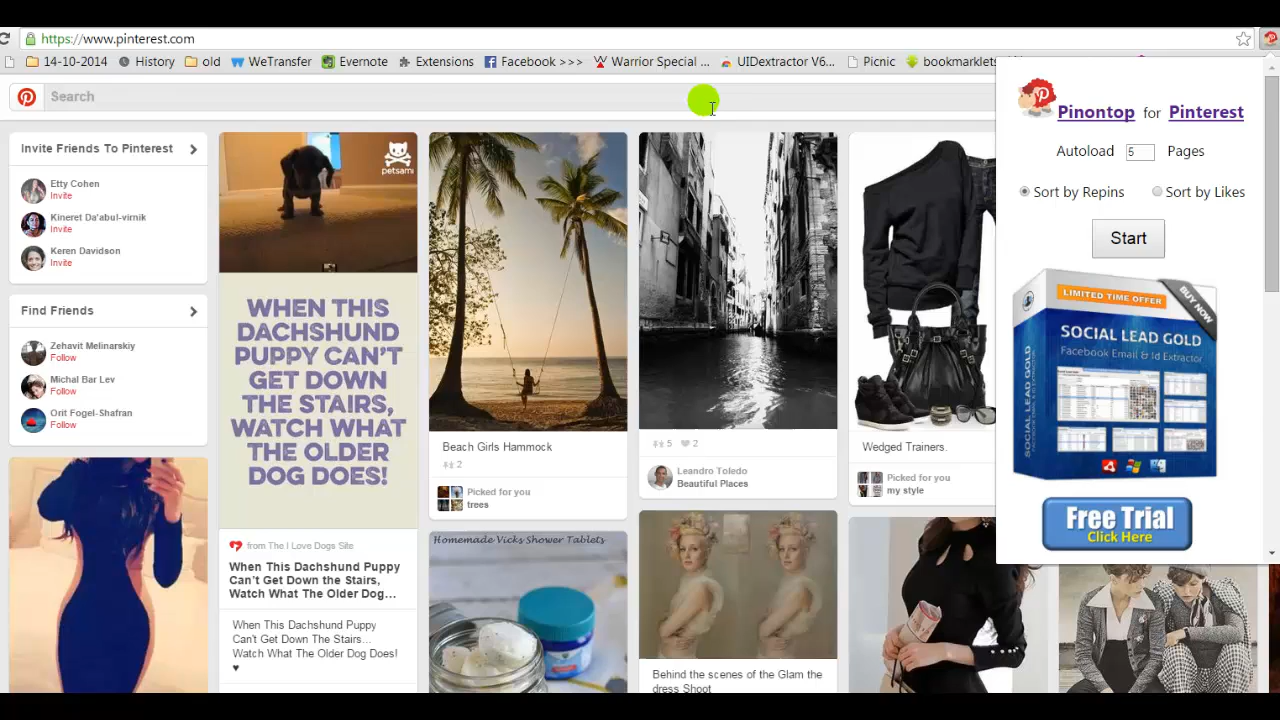 https://www.pinterest.com
14-10-2014 History old WeTransfer Evernote Extensions Facebook >>> Warrior Special ... UIDextractor V6... Picnic bookmarklets
Search
Invite Friends To Pinterest
Etty Cohen
Invite
Kineret Da'abul-virnik
Invite
Keren Davidson
Invite
Find Friends
Zehavit Melinarskiy
Follow
Michal Bar Lev
Follow
Orit Fogel-Shafran
Follow
petsami
WHEN THIS
DACHSHUND
PUPPY CAN'T
GET DOWN
THE STAIRS,
WATCH WHAT
THE OLDER
DOG DOES!
from The I Love Dogs Site
When This Dachshund Puppy
Can't Get Down the Stairs,
Watch What The Older Dog...
When This Dachshund Puppy
Can't Get Down The Stairs...
Watch What The Older Dog Does!
♥
Beach Girls Hammock
2
Picked for you
trees
Homemade Vicks Shower Tablets
5 2
Leandro Toledo
Beautiful Places
Behind the scenes of the Glam the
dress Shoot
Wedged Trainers.
Picked for you
my style
Pinontop for Pinterest
Autoload 5 Pages
Sort by Repins Sort by Likes
Start
LIMITED TIME OFFER
BUY NOW
SOCIAL LEAD GOLD
Facebook Email & Id Extractor
SOCIAL LEAD GOLD
Free Trial
Click Here